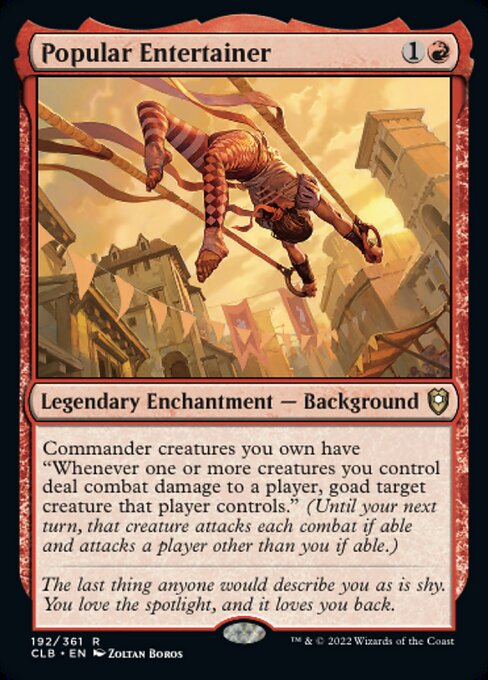 Popular Entertainer 1
Legendary Enchantment — Background
Commander creatures you own have
“Whenever one or more creatures you control
deal combat damage to a player, goad target
creature that player controls.” (Until your next
turn, that creature attacks each combat if able
and attacks a player other than you if able.)
The last thing anyone would describe you as is shy.
You love the spotlight, and it loves you back.
192/361 R
CLB • EN Zoltan Boros
™ & © 2022 Wizards of the Coast